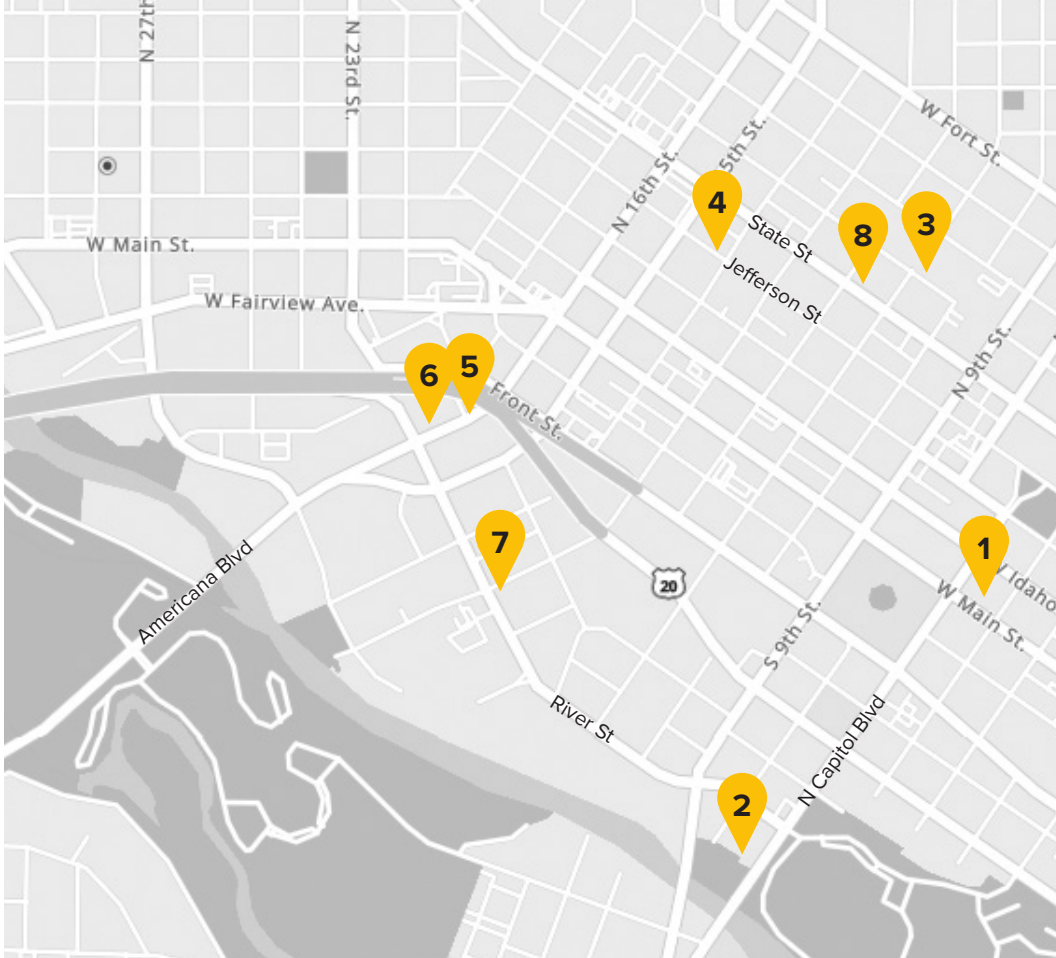 N 27th
N 23rd St.
W Fort St.
5th St.
N 16th St.
4
State St
8
3
W Main St.
Jefferson St
W Fairview Ave.
N 9th St.
5
6
Front St.
7
1
20
W Idaho
W Main St.
Americana Blvd
S 9th St.
River St
N Capitol Blvd
2